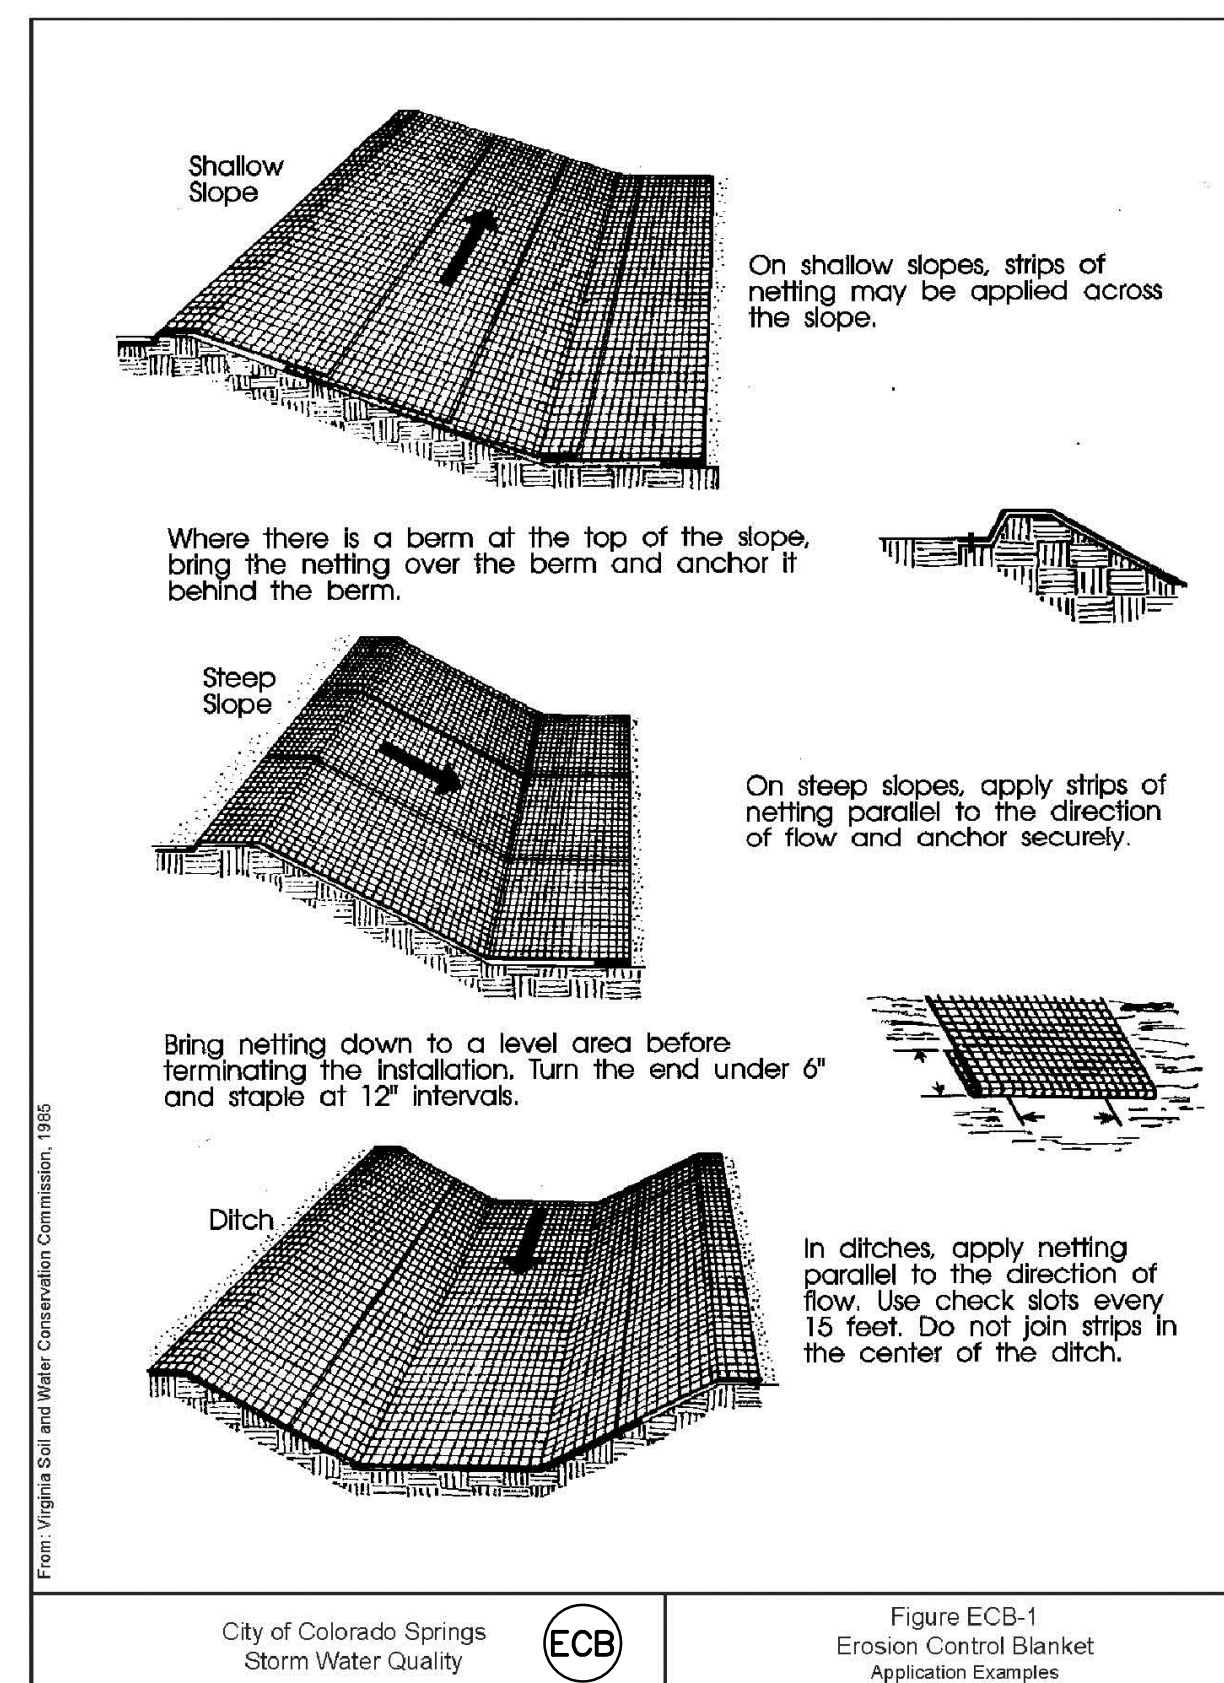 Shallow
Slope
On shallow slopes, strips of
netting may be applied across
the slope.
Where there is a berm at the top of the slope,
bring the netting over the berm and anchor it
behind the berm.
Steep
Slope
On steep slopes, apply strips of
netting parallel to the direction
of flow and anchor securely.
Bring netting down to a level area before
terminating the installation. Turn the end under 6"
and staple at 12" intervals.
Ditch
In ditches, apply netting
parallel to the direction of
flow. Use check slots every
15 feet. Do not join strips in
the center of the ditch.
From: Virginia Soil and Water Conservation Commission, 1985
City of Colorado Springs
Storm Water Quality
ECB
Figure ECB-1
Erosion Control Blanket
Application Examples